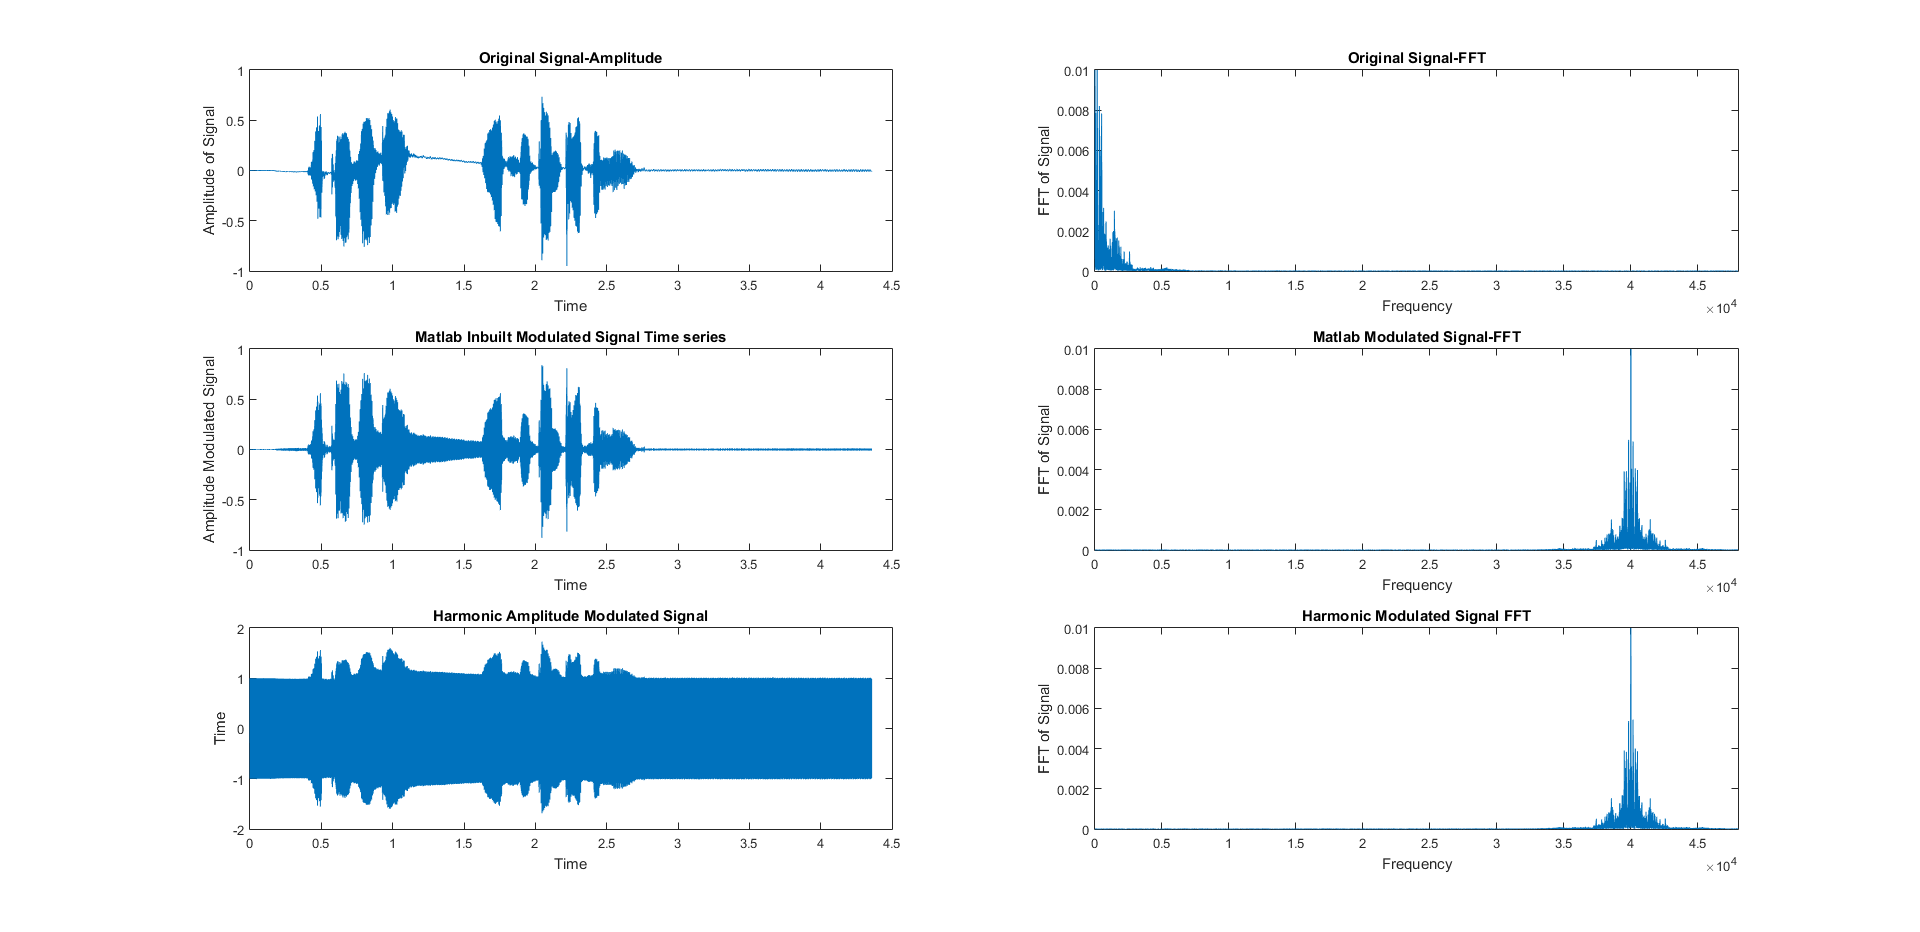 Original Signal-Amplitude
1
0.5
0
-0.5
-1
Amplitude of Signal
0 0.5 1 1.5 2 2.5 3 3.5 4 4.5
Time
Original Signal-FFT
0.01
0.008
0.006
0.004
0.002
0
FFT of Signal
0 0.5 1 1.5 2 2.5 3 3.5 4 4.5
×10^4
Frequency
Matlab Inbuilt Modulated Signal Time series
1
0.5
0
-0.5
-1
Amplitude Modulated Signal
0 0.5 1 1.5 2 2.5 3 3.5 4 4.5
Time
Matlab Modulated Signal-FFT
0.01
0.008
0.006
0.004
0.002
0
FFT of Signal
0 0.5 1 1.5 2 2.5 3 3.5 4 4.5
×10^4
Frequency
Harmonic Amplitude Modulated Signal
2
1
0
-1
-2
Time
0 0.5 1 1.5 2 2.5 3 3.5 4 4.5
Time
Harmonic Modulated Signal FFT
0.01
0.008
0.006
0.004
0.002
0
FFT of Signal
0 0.5 1 1.5 2 2.5 3 3.5 4 4.5
×10^4
Frequency